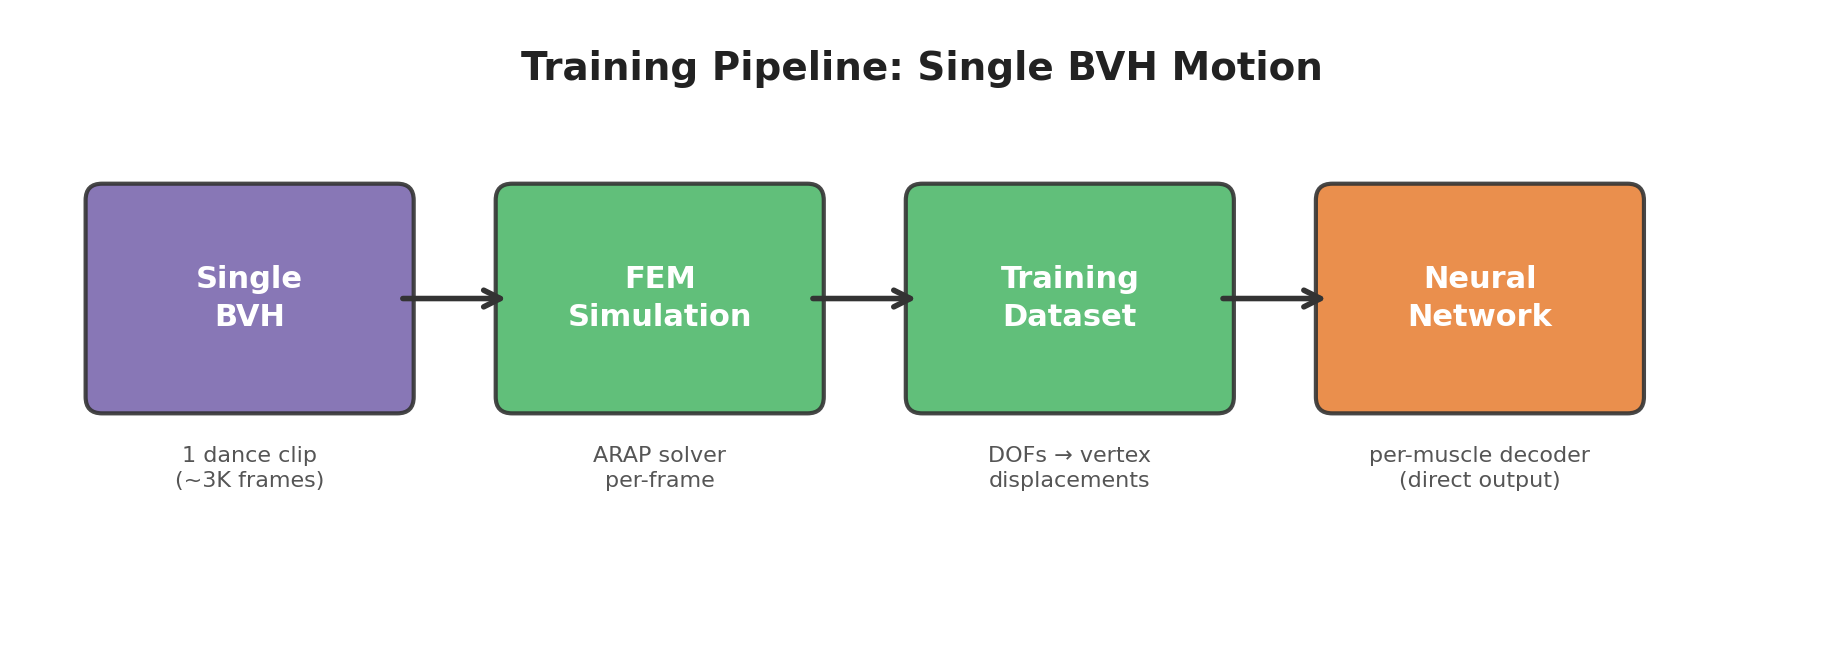 Training Pipeline: Single BVH Motion
Single
BVH
FEM
Simulation
Training
Dataset
Neural
Network
1 dance clip
(~3K frames)
ARAP solver
per-frame
DOFs → vertex
displacements
per-muscle decoder
(direct output)